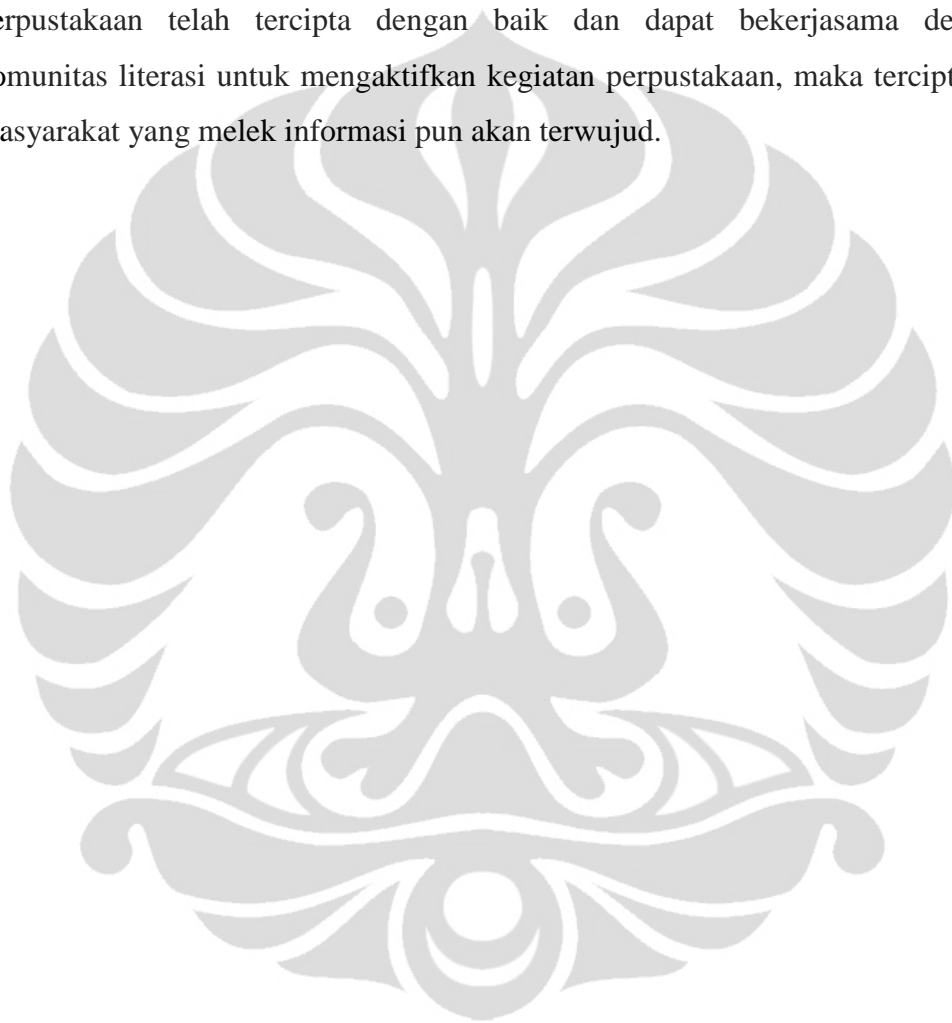 erpustakaan telah tercipta dengan baik dan dapat bekerjasama de
omunitas literasi untuk mengaktifkan kegiatan perpustakaan, maka tercipt
asyarakat yang melek informasi pun akan terwujud.